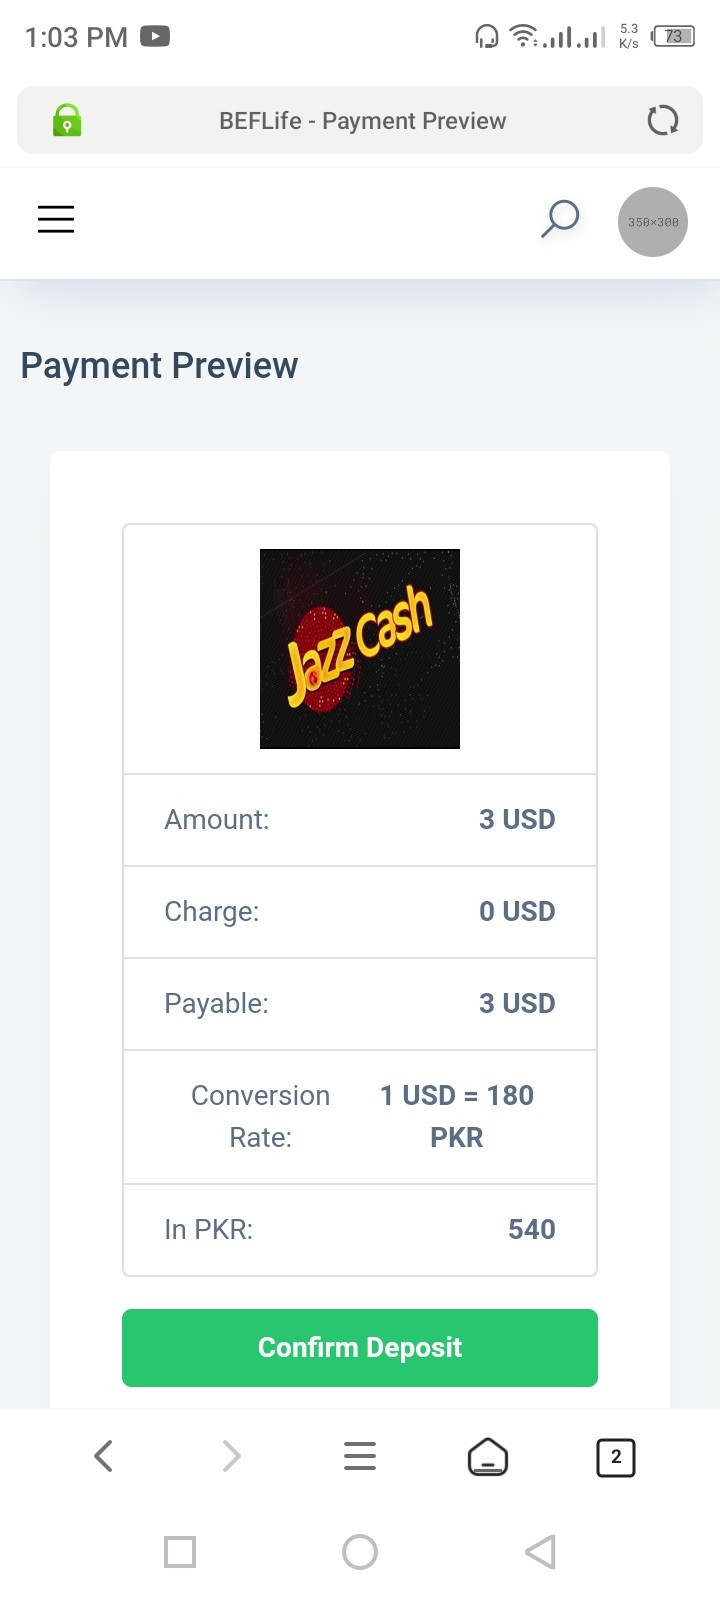 1:03 PM
5.3
K/s
73
BEFLife - Payment Preview
350×300
Payment Preview
Jazz Cash
Amount: 3 USD
Charge: 0 USD
Payable: 3 USD
Conversion 1 USD = 180
Rate: PKR
In PKR: 540
Confirm Deposit
2